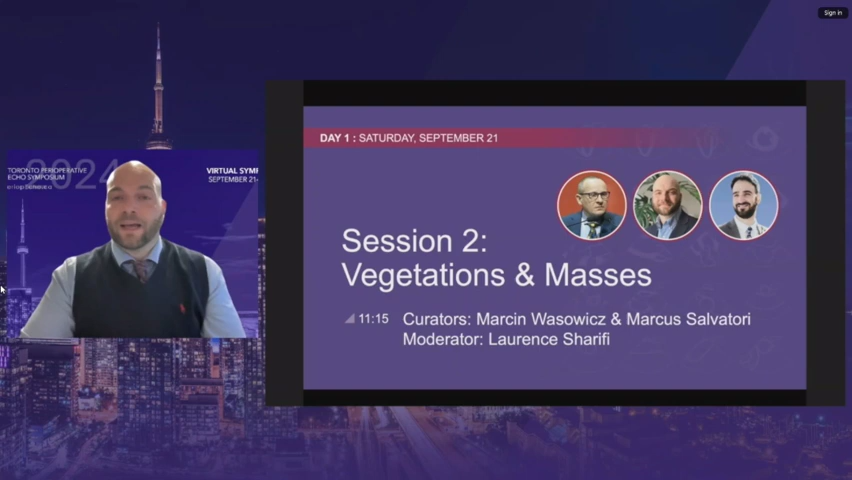 Sign in
DAY 1 : SATURDAY, SEPTEMBER 21
TORONTO PERIOPERATIVE
ECHO SYMPOSIUM
2024
VIRTUAL SYMP
SEPTEMBER 21-
Session 2:
Vegetations & Masses
11:15 Curators: Marcin Wasowicz & Marcus Salvatori
Moderator: Laurence Sharifi